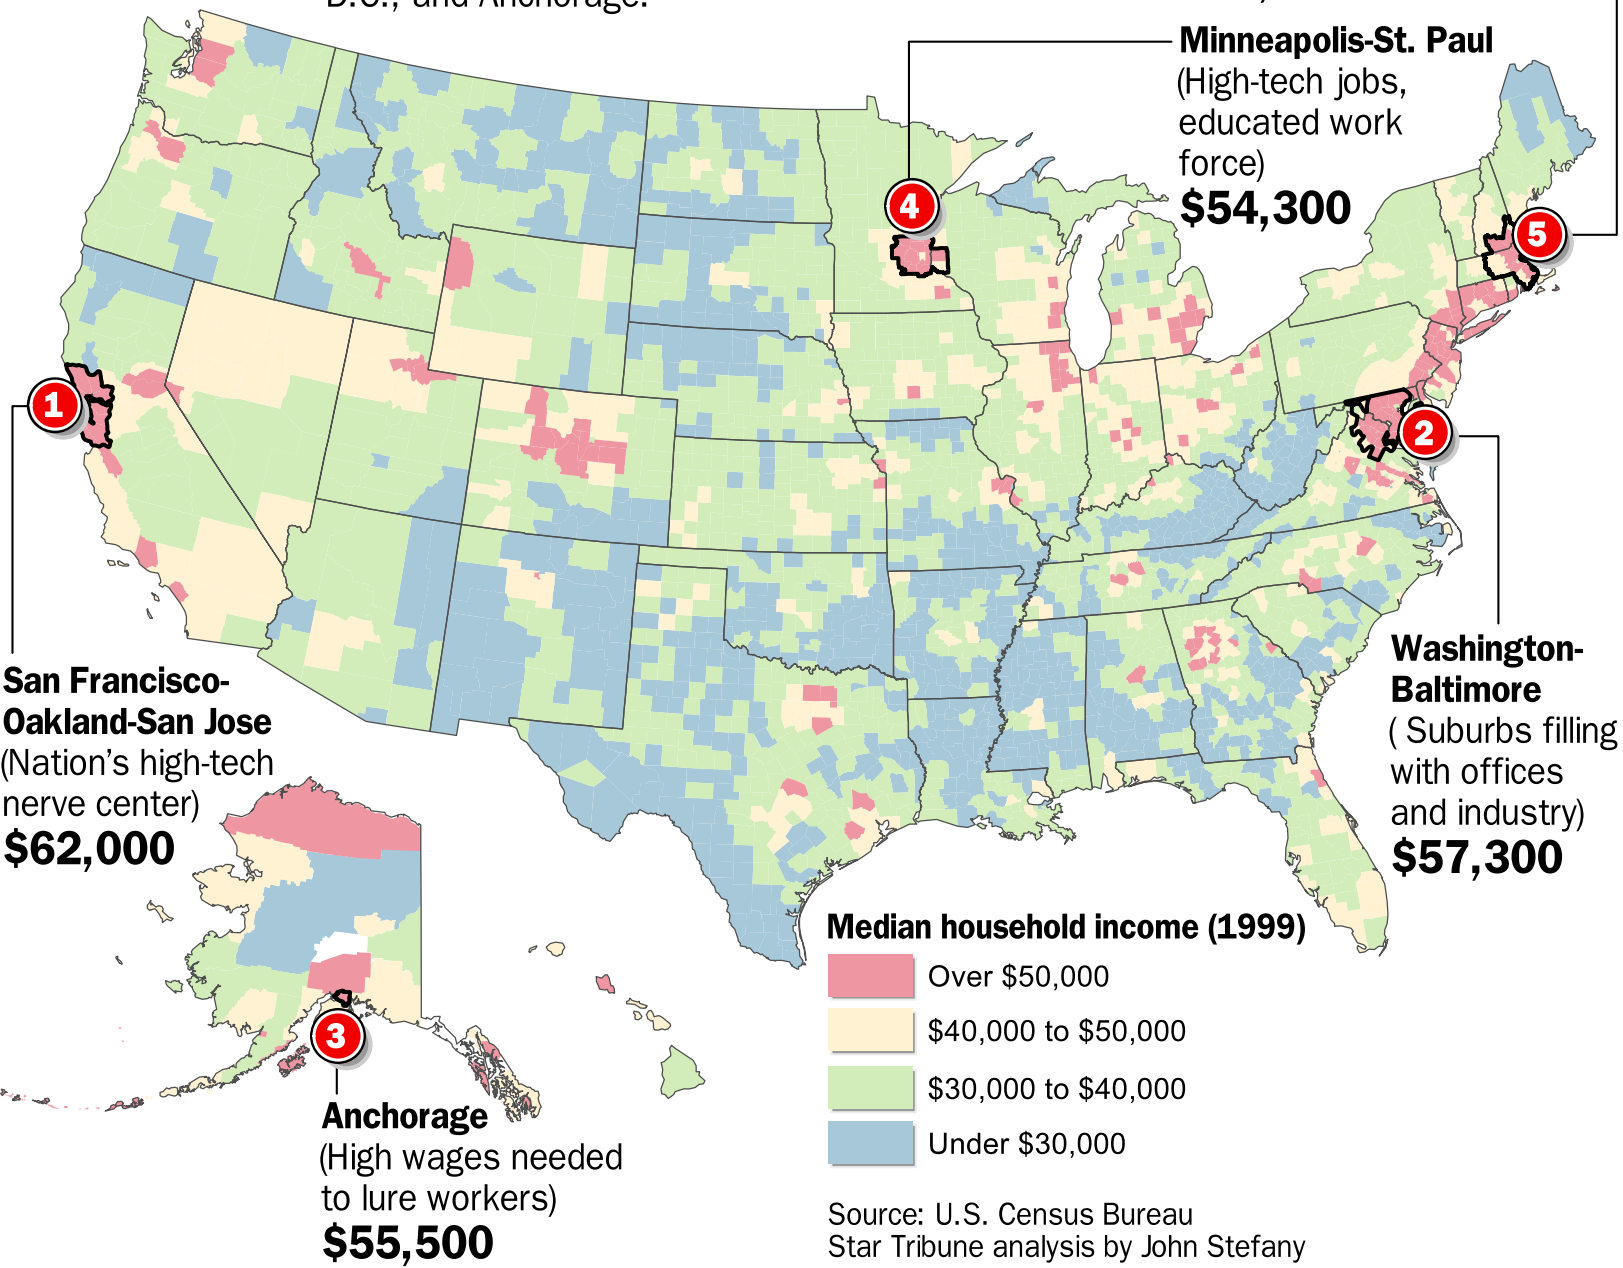 D.C., and Anchorage.
Minneapolis-St. Paul
(High-tech jobs,
educated work
force)
$54,300
4
5
1
2
San Francisco-
Oakland-San Jose
(Nation's high-tech
nerve center)
$62,000
Washington-
Baltimore
( Suburbs filling
with offices
and industry)
$57,300
3
Anchorage
(High wages needed
to lure workers)
$55,500
Median household income (1999)
Over $50,000
$40,000 to $50,000
$30,000 to $40,000
Under $30,000
Source: U.S. Census Bureau
Star Tribune analysis by John Stefany